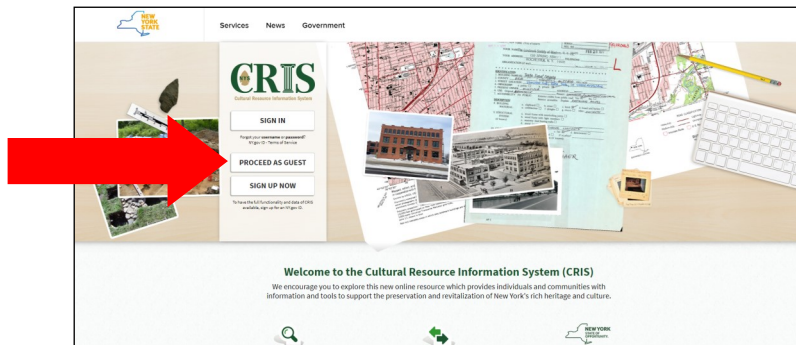 NEW
YORK
STATE
Services News Government
CRIS
Cultural Resource Information System
SIGN IN
Forgot your username or password?
NY.gov ID - Terms of Service
PROCEED AS GUEST
SIGN UP NOW
To have the full functionality and data of CRIS
available, sign up for an NY.gov ID.
Welcome to the Cultural Resource Information System (CRIS)
We encourage you to explore this new online resource which provides individuals and communities with
information and tools to support the preservation and revitalization of New York's rich heritage and culture.
NEW YORK
STATE OF
OPPORTUNITY.